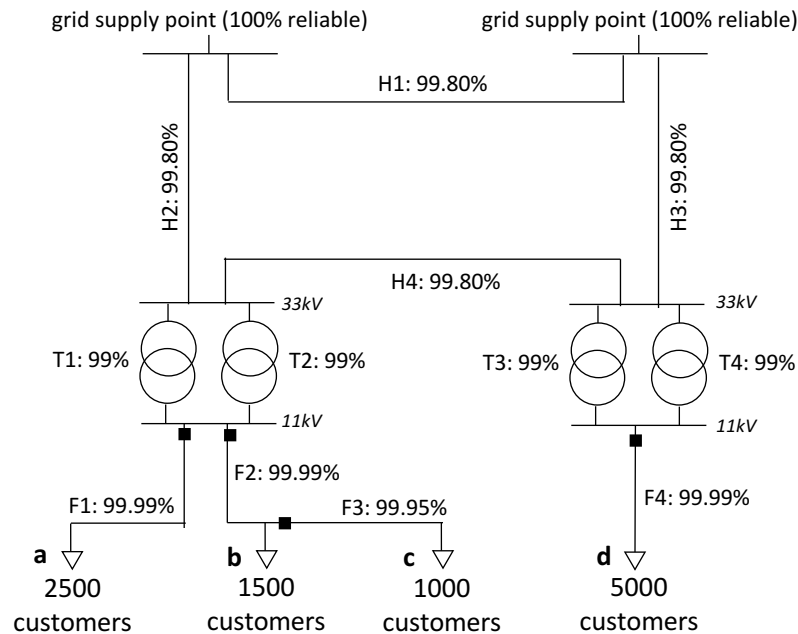 grid supply point (100% reliable)
grid supply point (100% reliable)
H1: 99.80%
H2: 99.80%
H3: 99.80%
H4: 99.80%
33kV
33kV
T1: 99%
T2: 99%
T3: 99%
T4: 99%
11kV
11kV
F2: 99.99%
F1: 99.99%
F3: 99.95%
F4: 99.99%
a
b
c
d
2500
customers
1500
customers
1000
customers
5000
customers